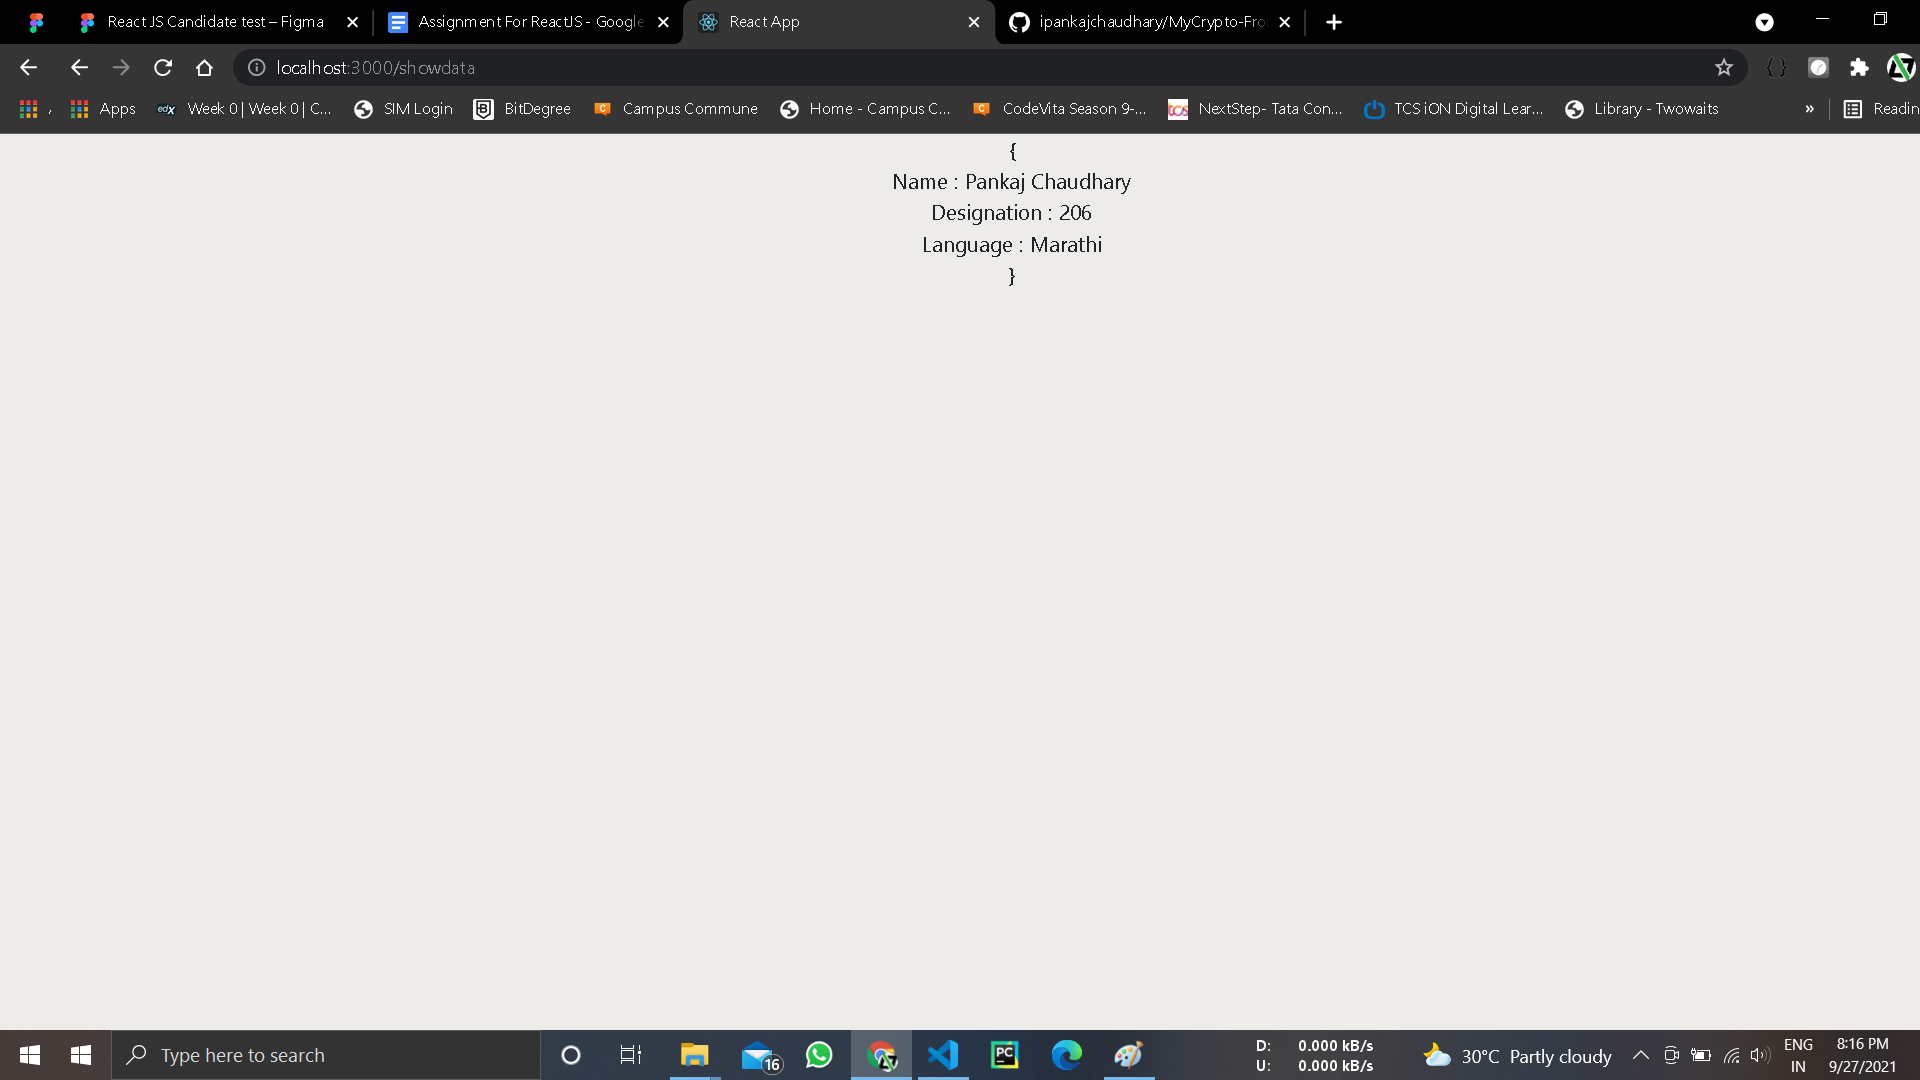 React JS Candidate test – Figma
Assignment For ReactJS - Google
React App
ipankajchaudhary/MyCrypto-Fro
localhost:3000/showdata
Apps
edX
Week 0 | Week 0 | C...
SIM Login
BitDegree
Campus Commune
Home - Campus C...
CodeVita Season 9-...
tcs
NextStep- Tata Con...
TCS iON Digital Lear...
Library - Twowaits
»
Readin
{
Name : Pankaj Chaudhary
Designation : 206
Language : Marathi
}
Type here to search
16
PC
D: 0.000 kB/s
U: 0.000 kB/s
30°C Partly cloudy
ENG
IN
8:16 PM
9/27/2021